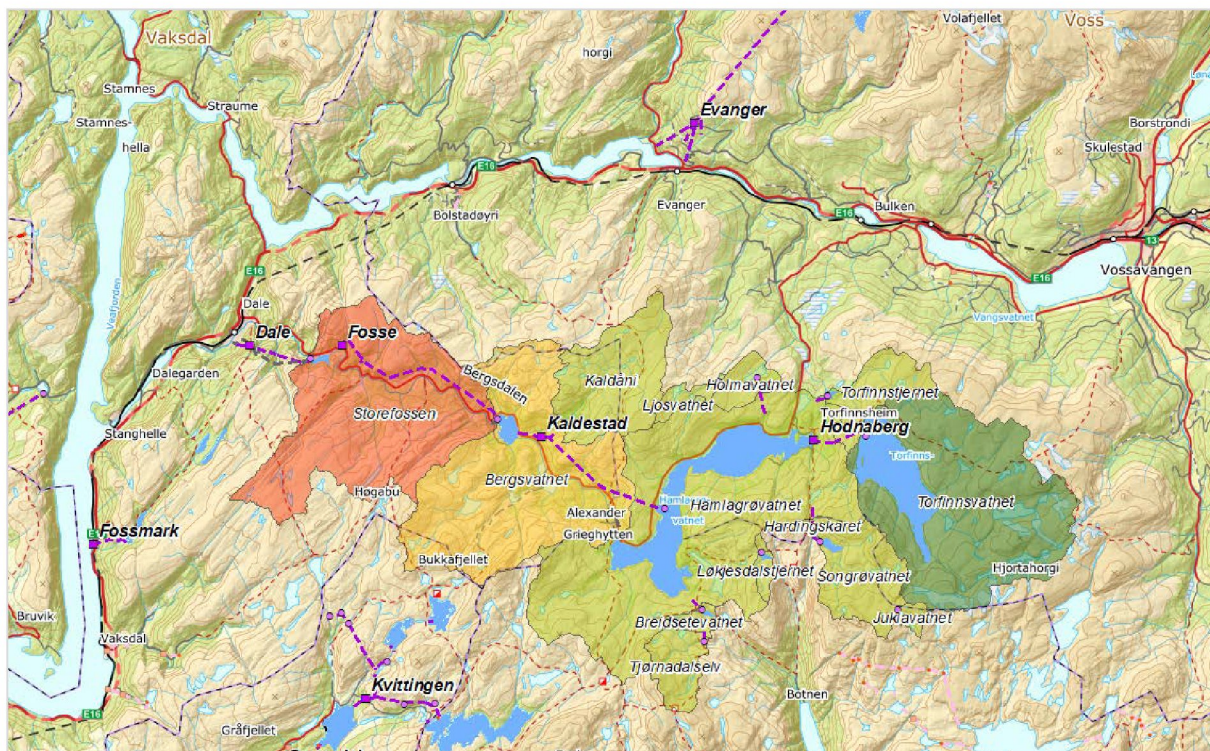 Volafjellet
Voss
Vaksdal
horgi
Stamnes
Straume
Stamnes-
hella
Evanger
Borstrondi
Skulestad
E16
Evanger
Bolstadøyri
Bulken
E16
E16
13
Vossavangen
E16
Veafjorden
Vangsvatnet
Dale
Dale
Fosse
Dalegarden
Bergsdalen
Kaldåni
Holmavatnet
Ljosvatnet
Torfinnstjernet
Torfinnsheim
Storefossen
Kaldestad
Hodnaberg
Stanghelle
Torfinns-
Bergsvatnet
Høgabu
Torfinnsvatnet
Hamlagrøvatnet
vatnet
Alexander
Grieghytten
Hardingskaret
Fossmark
Bukkafjellet
Løkjesdalstjernet
Songrøvatnet
Hjortahorgi
Bruvik
Breidsetevatnet
Juklavatnet
Vaksdal
Tjørnadalselv
Kvittingen
Botnen
E16
Gråfjellet